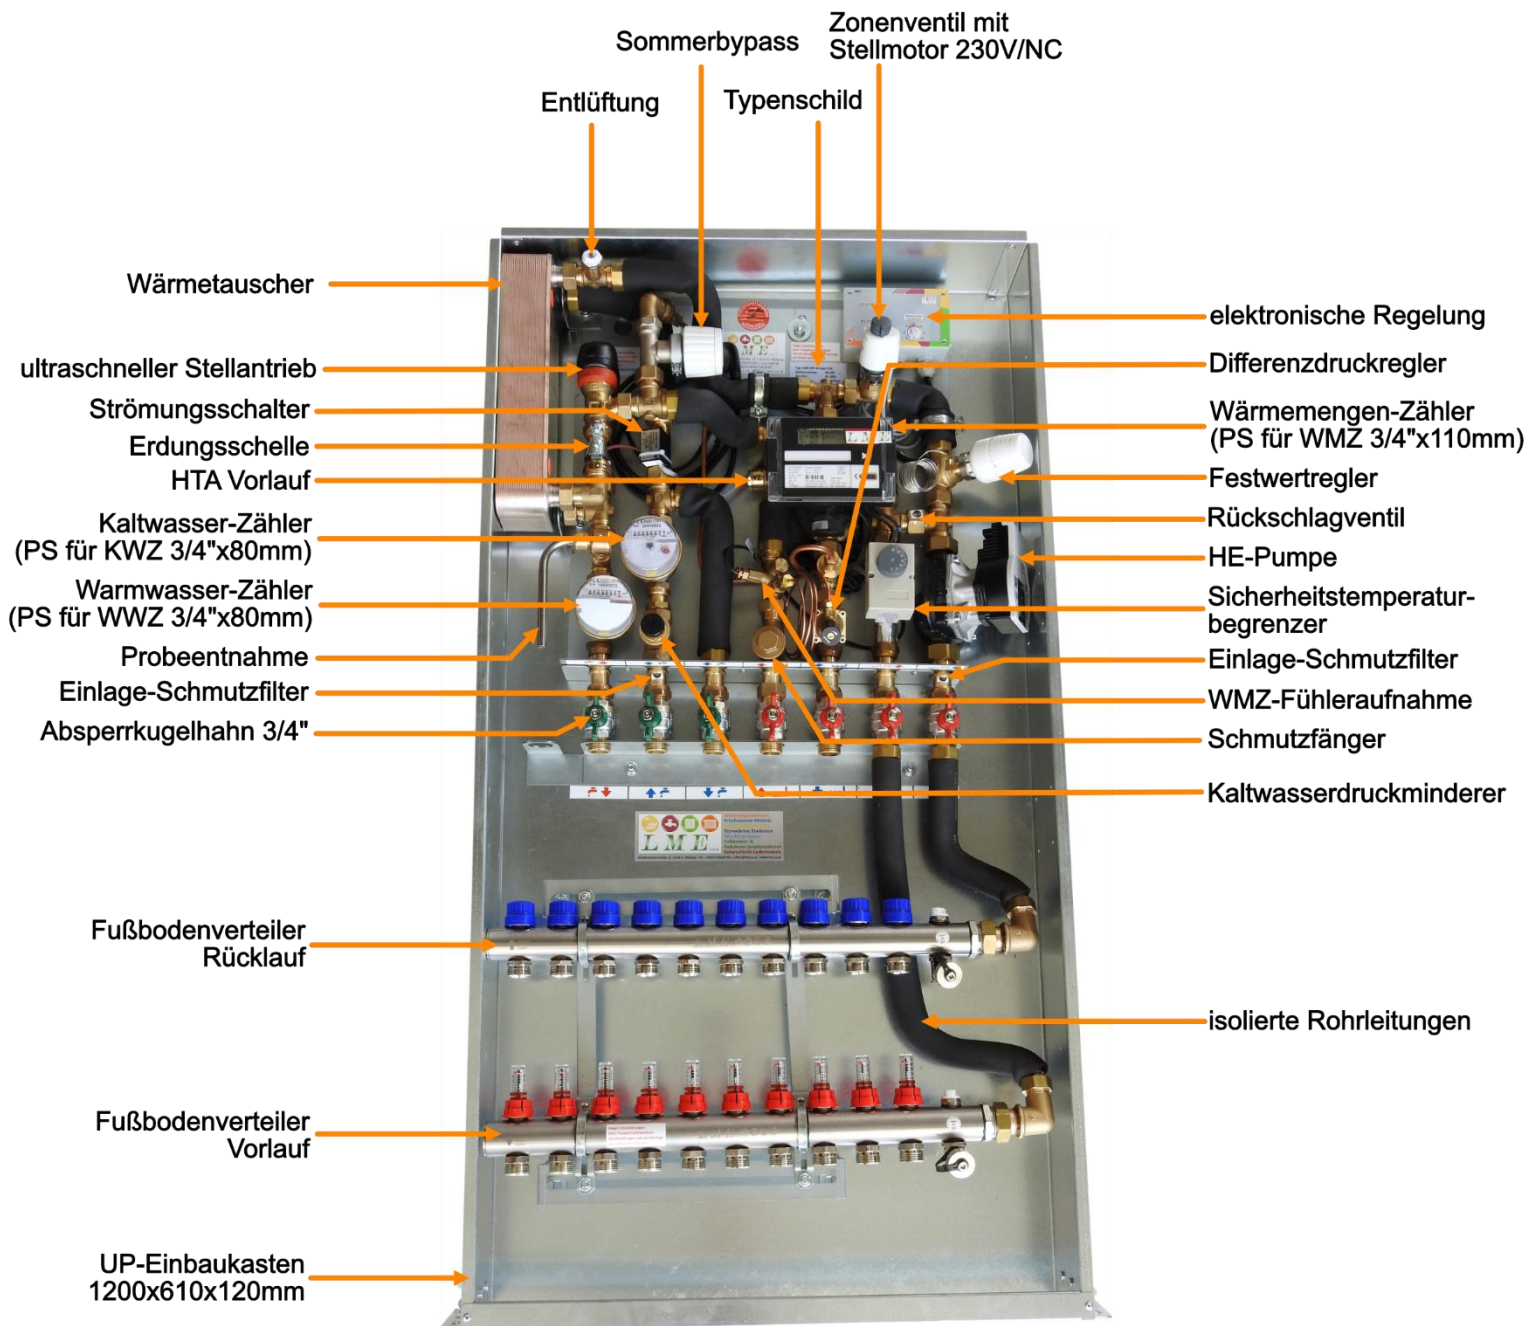 Zonenventil mit
Stellmotor 230V/NC
Sommerbypass
Typenschild
Entlüftung
Wärmetauscher
ultraschneller Stellantrieb
Strömungsschalter
Erdungsschelle
HTA Vorlauf
Kaltwasser-Zähler
(PS für KWZ 3/4"x80mm)
Warmwasser-Zähler
(PS für WWZ 3/4"x80mm)
Probeentnahme
Einlage-Schmutzfilter
Absperrkugelhahn 3/4"
Fußbodenverteiler
Rücklauf
Fußbodenverteiler
Vorlauf
UP-Einbaukasten
1200x610x120mm
elektronische Regelung
Differenzdruckregler
Wärmemengen-Zähler
(PS für WMZ 3/4"x110mm)
Festwertregler
Rückschlagventil
HE-Pumpe
Sicherheitstemperatur-
begrenzer
Einlage-Schmutzfilter
WMZ-Fühleraufnahme
Schmutzfänger
Kaltwasserdruckminderer
isolierte Rohrleitungen
LME
LME
LME